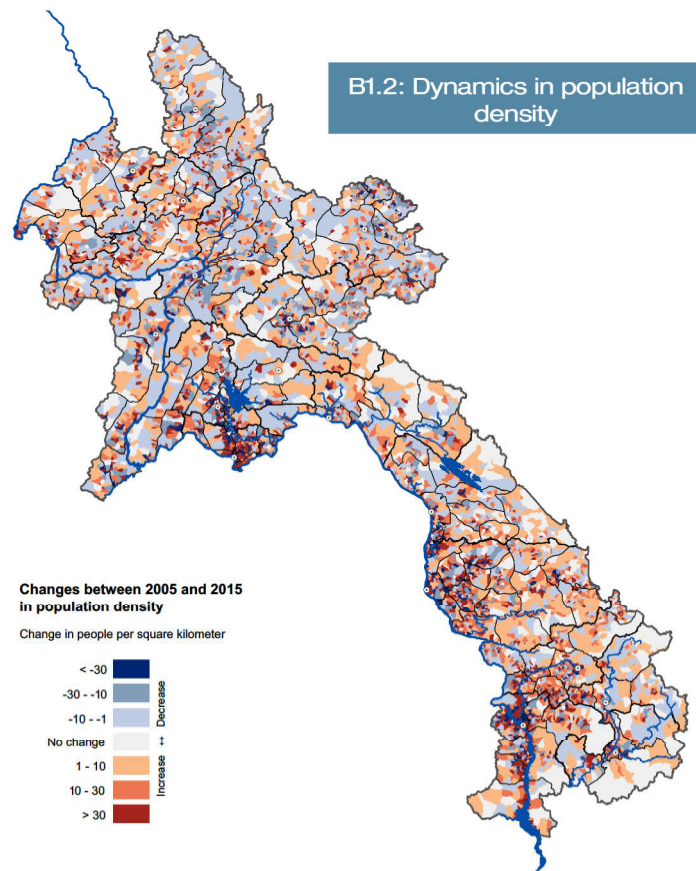 B1.2: Dynamics in population
density
Changes between 2005 and 2015
in population density
Change in people per square kilometer
< -30
-30 - -10
-10 - -1
No change
1 - 10
10 - 30
> 30
Decrease
↔
Increase